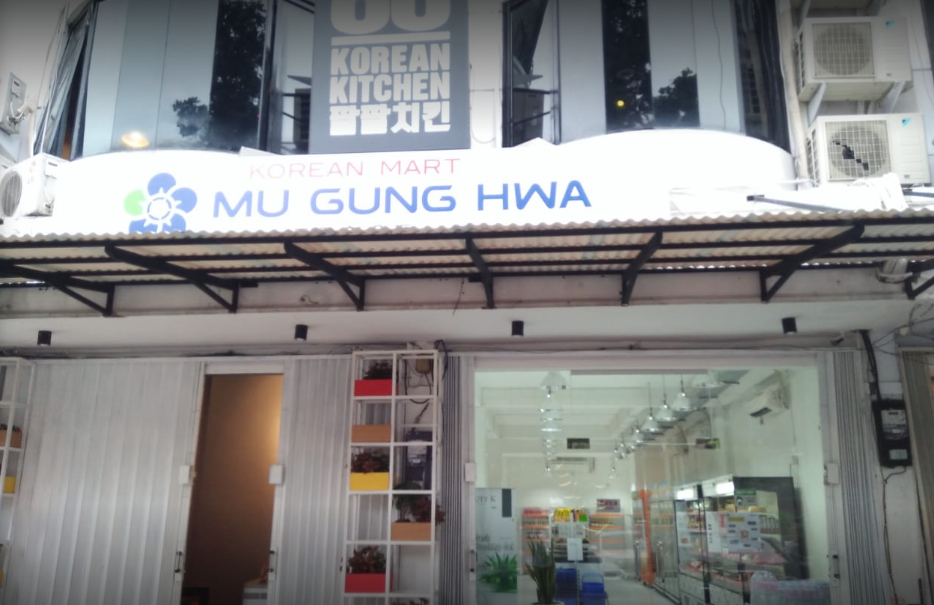 KOREAN
KITCHEN
팔팔치킨
KOREAN MART
MU GUNG HWA